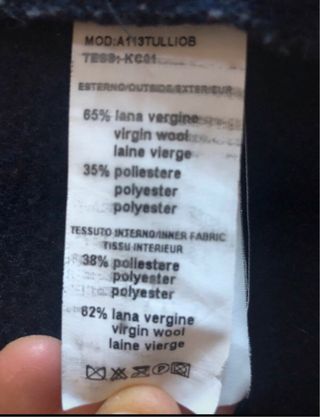 MOD:A113TULLIOB
TESS:-KC01
ESTERNO/OUTSIDE/EXTERIEUR
65% lana vergine
virgin wool
laine vierge
35% poliestere
polyester
polyester
TESSUTO INTERNO/INNER FABRIC
TISSU INTERIEUR
38% poliestere
polyester
polyester
62% lana vergine
virgin wool
laine vierge